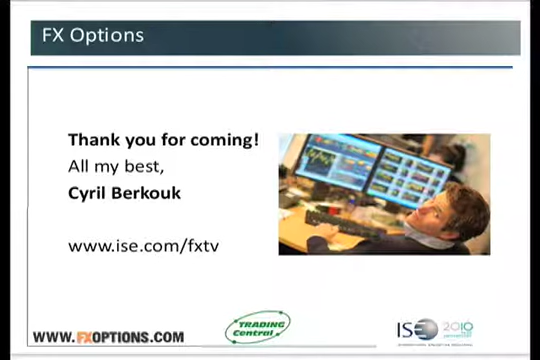 FX Options
Thank you for coming!
All my best,
Cyril Berkouk
www.ise.com/fxtv
TRADING
Central
WWW.FXOPTIONS.COM
ISE 2010